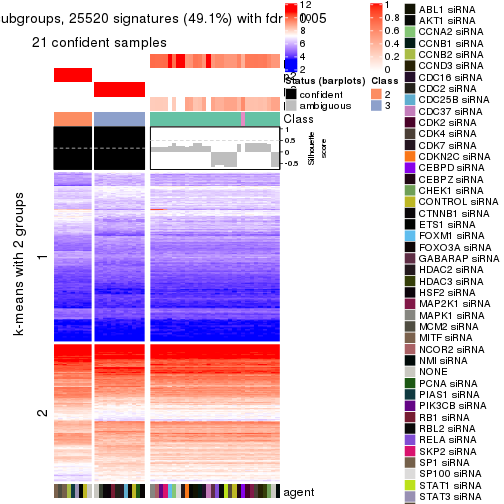 ubgroups, 25520 signatures (49.1%) with fdr 0.05
21 confident samples
12
10
8
6
4
2
1
0.8
0.6
0.4
0.2
0
Status (barplots)
confident
ambiguous
Class
2
3
Class
1
0.5
0
-0.5
Silhouette
score
k-means with 2 groups
1
2
agent
ABL1 siRNA
AKT1 siRNA
CCNA2 siRNA
CCNB1 siRNA
CCNB2 siRNA
CCND3 siRNA
CDC16 siRNA
CDC2 siRNA
CDC25B siRNA
CDC37 siRNA
CDK2 siRNA
CDK4 siRNA
CDK7 siRNA
CDKN2C siRNA
CEBPD siRNA
CEBPZ siRNA
CHEK1 siRNA
CONTROL siRNA
CTNNB1 siRNA
ETS1 siRNA
FOXM1 siRNA
FOXO3A siRNA
GABARAP siRNA
HDAC2 siRNA
HDAC3 siRNA
HSF2 siRNA
MAP2K1 siRNA
MAPK1 siRNA
MCM2 siRNA
MITF siRNA
NCOR2 siRNA
NMI siRNA
NONE
PCNA siRNA
PIAS1 siRNA
PIK3CB siRNA
RB1 siRNA
RBL2 siRNA
RELA siRNA
SKP2 siRNA
SP1 siRNA
SP100 siRNA
STAT1 siRNA
STAT3 siRNA